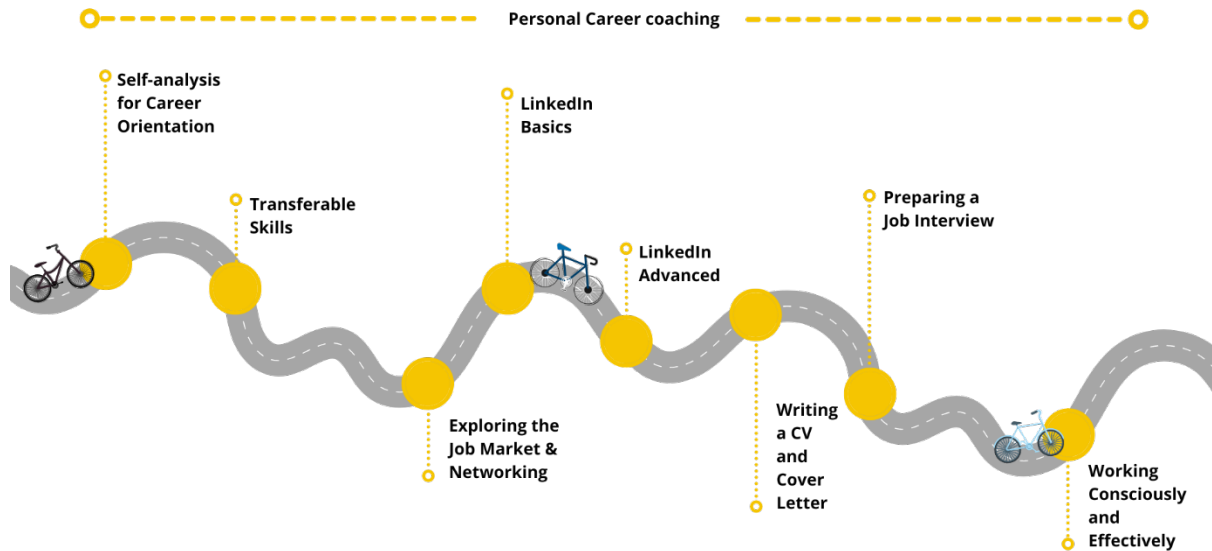 Personal Career coaching
Self-analysis
for Career
Orientation
Transferable
Skills
Exploring the
Job Market &
Networking
LinkedIn
Basics
LinkedIn
Advanced
Writing
a CV
and
Cover
Letter
Preparing a
Job Interview
Working
Consciously
and
Effectively